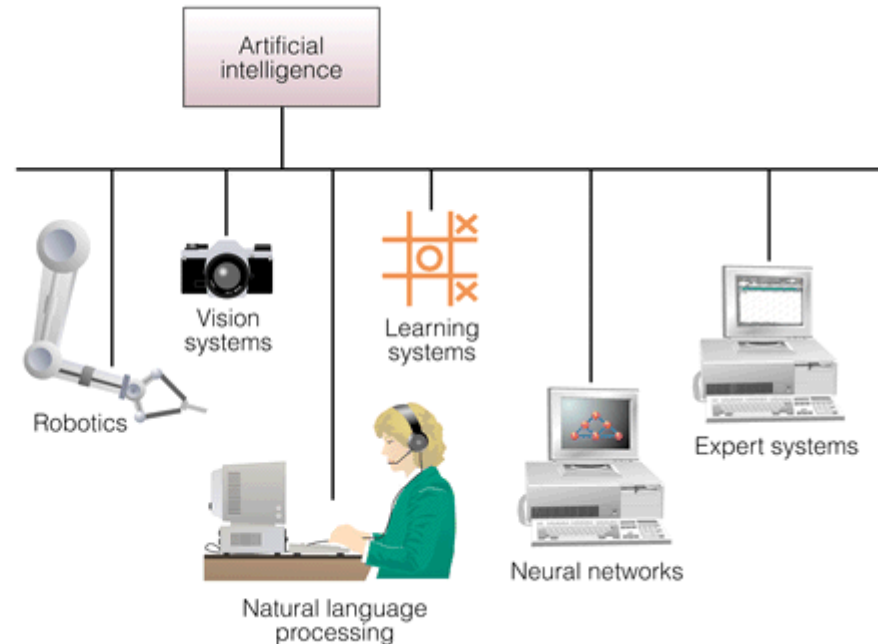 Artificial
intelligence
Vision
systems
Learning
systems
Robotics
Expert systems
Neural networks
Natural language
processing